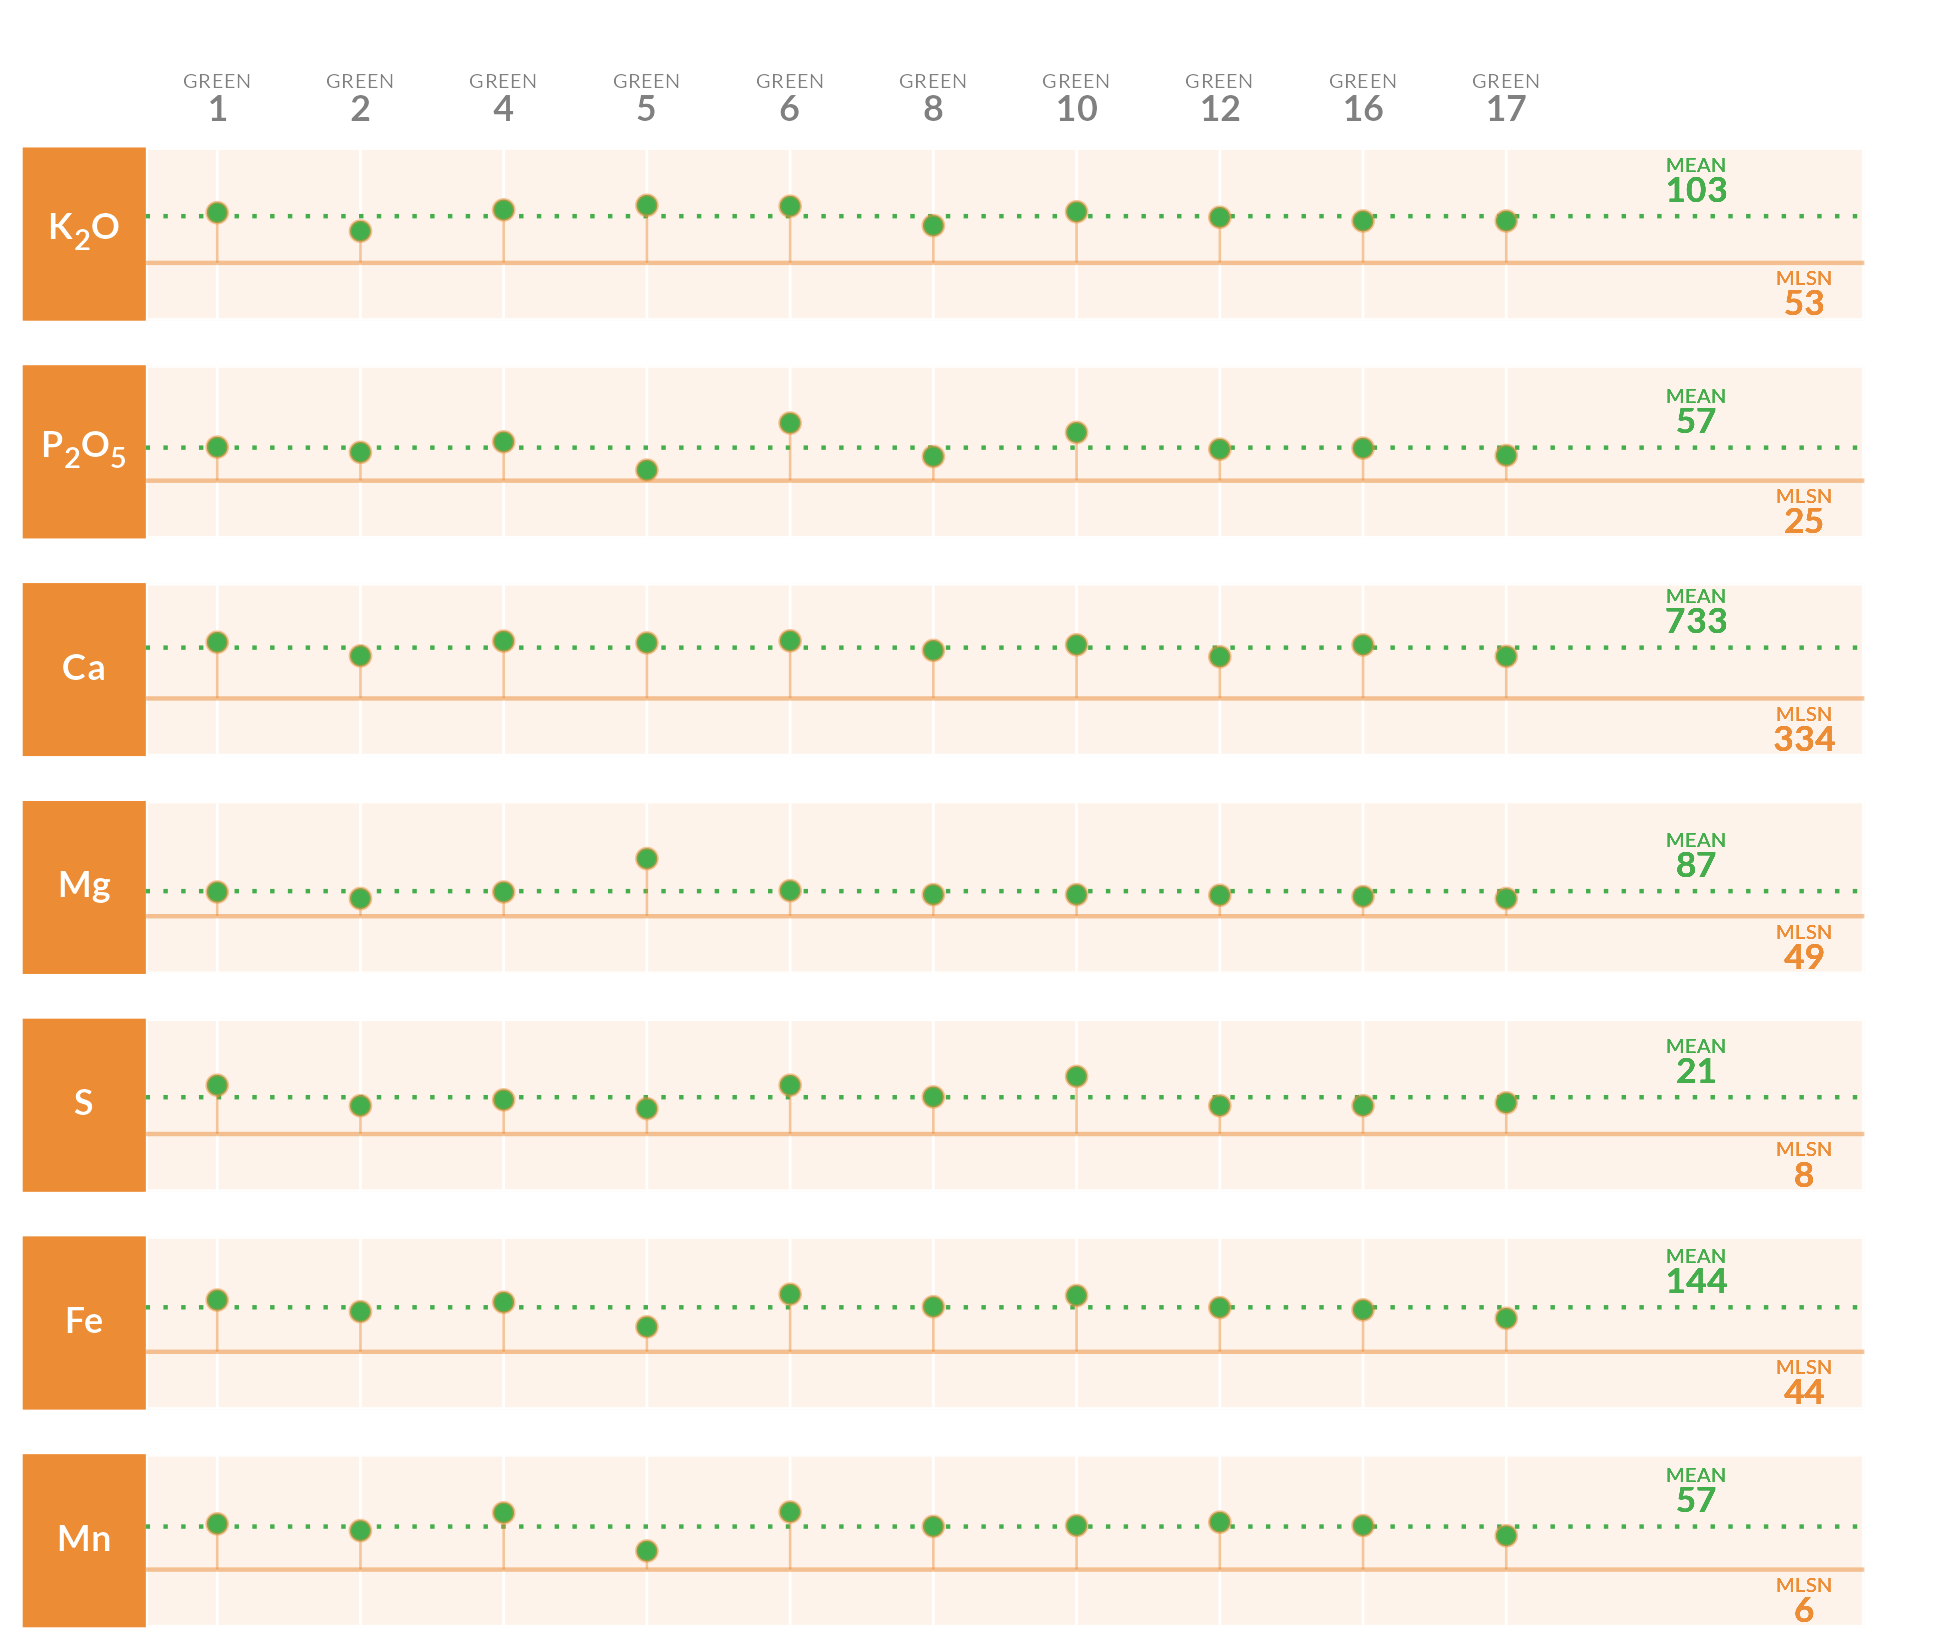 GREEN GREEN GREEN GREEN GREEN GREEN GREEN GREEN GREEN GREEN
1 2 4 5 6 8 10 12 16 17
MEAN
103
K₂O
MLSN
53
MEAN
57
P₂O₅
MLSN
25
MEAN
733
Ca
MLSN
334
MEAN
87
Mg
MLSN
49
MEAN
21
S
MLSN
8
MEAN
144
Fe
MLSN
44
MEAN
57
Mn
MLSN
6